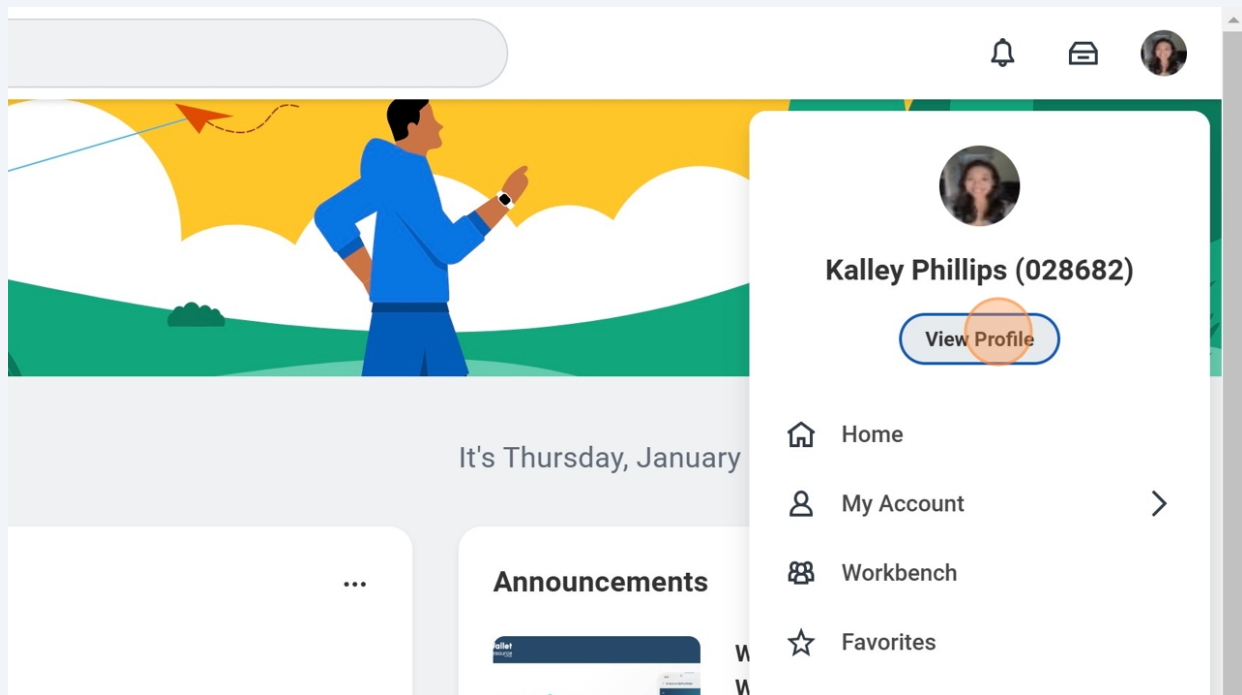 Kalley Phillips (028682)
View Profile
Home
My Account
Workbench
Favorites
It's Thursday, January
Announcements